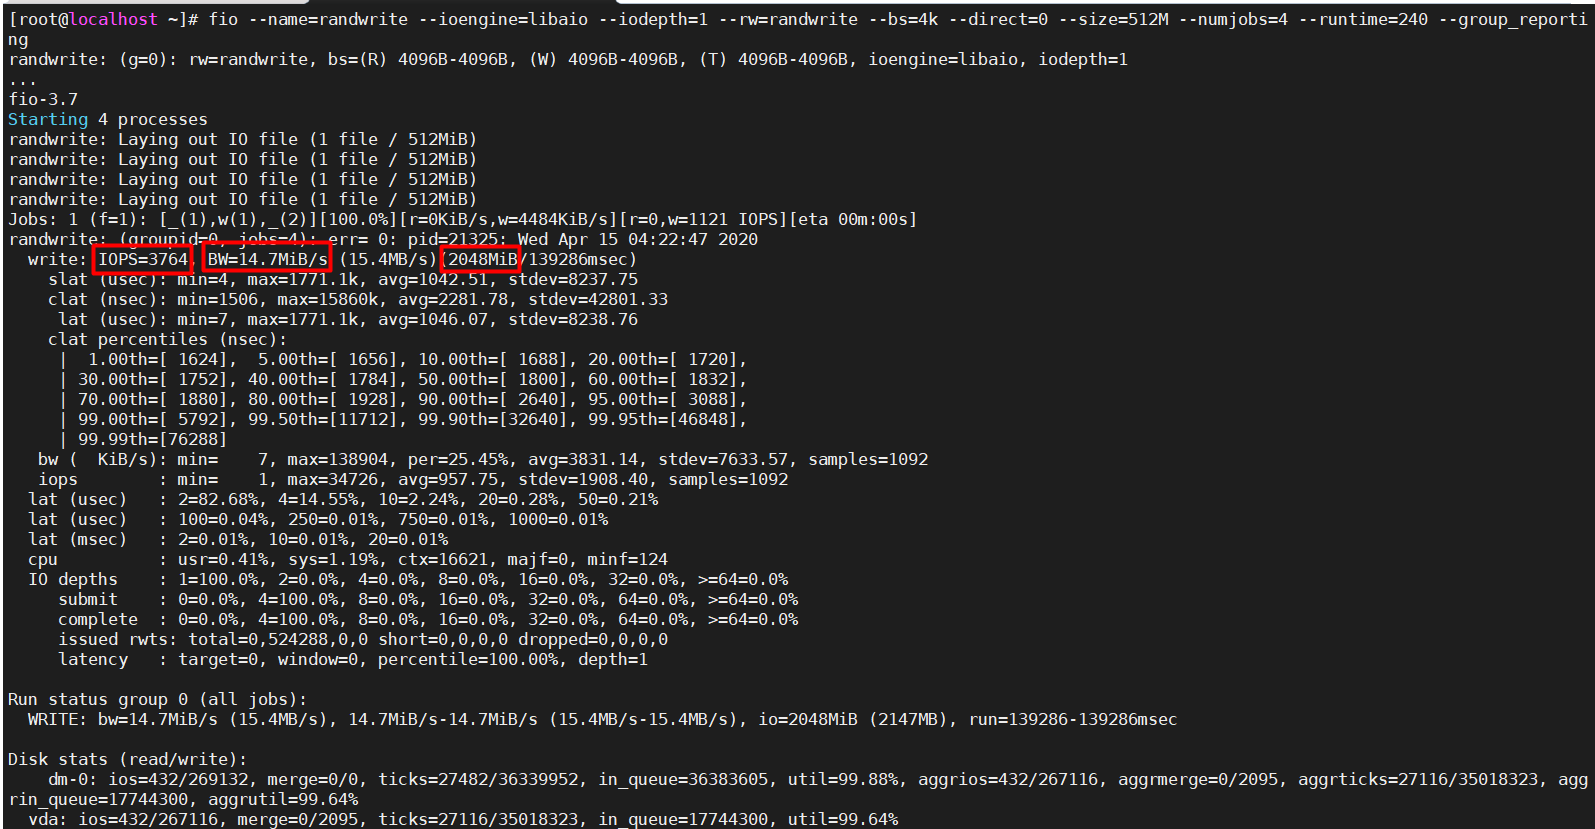 [root@localhost ~]# fio --name=randwrite --ioengine=libaio --iodepth=1 --rw=randwrite --bs=4k --direct=0 --size=512M --numjobs=4 --runtime=240 --group_reporti
ng
randwrite: (g=0): rw=randwrite, bs=(R) 4096B-4096B, (W) 4096B-4096B, (T) 4096B-4096B, ioengine=libaio, iodepth=1
...
fio-3.7
Starting 4 processes
randwrite: Laying out IO file (1 file / 512MiB)
randwrite: Laying out IO file (1 file / 512MiB)
randwrite: Laying out IO file (1 file / 512MiB)
randwrite: Laying out IO file (1 file / 512MiB)
Jobs: 1 (f=1): [_(1),w(1),_(2)][100.0%][r=0KiB/s,w=4484KiB/s][r=0,w=1121 IOPS][eta 00m:00s]
randwrite: (groupid=0, jobs=4): err= 0: pid=21325: Wed Apr 15 04:22:47 2020
  write: IOPS=3764, BW=14.7MiB/s (15.4MB/s)(2048MiB/139286msec)
    slat (usec): min=4, max=1771.1k, avg=1042.51, stdev=8237.75
    clat (nsec): min=1506, max=15860k, avg=2281.78, stdev=42801.33
     lat (usec): min=7, max=1771.1k, avg=1046.07, stdev=8238.76
    clat percentiles (nsec):
     |  1.00th=[ 1624],  5.00th=[ 1656], 10.00th=[ 1688], 20.00th=[ 1720],
     | 30.00th=[ 1752], 40.00th=[ 1784], 50.00th=[ 1800], 60.00th=[ 1832],
     | 70.00th=[ 1880], 80.00th=[ 1928], 90.00th=[ 2640], 95.00th=[ 3088],
     | 99.00th=[ 5792], 99.50th=[11712], 99.90th=[32640], 99.95th=[46848],
     | 99.99th=[76288]
   bw (  KiB/s): min=    7, max=138904, per=25.45%, avg=3831.14, stdev=7633.57, samples=1092
   iops        : min=    1, max=34726, avg=957.75, stdev=1908.40, samples=1092
  lat (usec)   : 2=82.68%, 4=14.55%, 10=2.24%, 20=0.28%, 50=0.21%
  lat (usec)   : 100=0.04%, 250=0.01%, 750=0.01%, 1000=0.01%
  lat (msec)   : 2=0.01%, 10=0.01%, 20=0.01%
  cpu          : usr=0.41%, sys=1.19%, ctx=16621, majf=0, minf=124
  IO depths    : 1=100.0%, 2=0.0%, 4=0.0%, 8=0.0%, 16=0.0%, 32=0.0%, >=64=0.0%
     submit    : 0=0.0%, 4=100.0%, 8=0.0%, 16=0.0%, 32=0.0%, 64=0.0%, >=64=0.0%
     complete  : 0=0.0%, 4=100.0%, 8=0.0%, 16=0.0%, 32=0.0%, 64=0.0%, >=64=0.0%
     issued rwts: total=0,524288,0,0 short=0,0,0,0 dropped=0,0,0,0
     latency   : target=0, window=0, percentile=100.00%, depth=1

Run status group 0 (all jobs):
  WRITE: bw=14.7MiB/s (15.4MB/s), 14.7MiB/s-14.7MiB/s (15.4MB/s-15.4MB/s), io=2048MiB (2147MB), run=139286-139286msec

Disk stats (read/write):
    dm-0: ios=432/269132, merge=0/0, ticks=27482/36339952, in_queue=36383605, util=99.88%, aggrios=432/267116, aggrmerge=0/2095, aggrticks=27116/35018323, agg
rin_queue=17744300, aggrutil=99.64%
  vda: ios=432/267116, merge=0/2095, ticks=27116/35018323, in_queue=17744300, util=99.64%